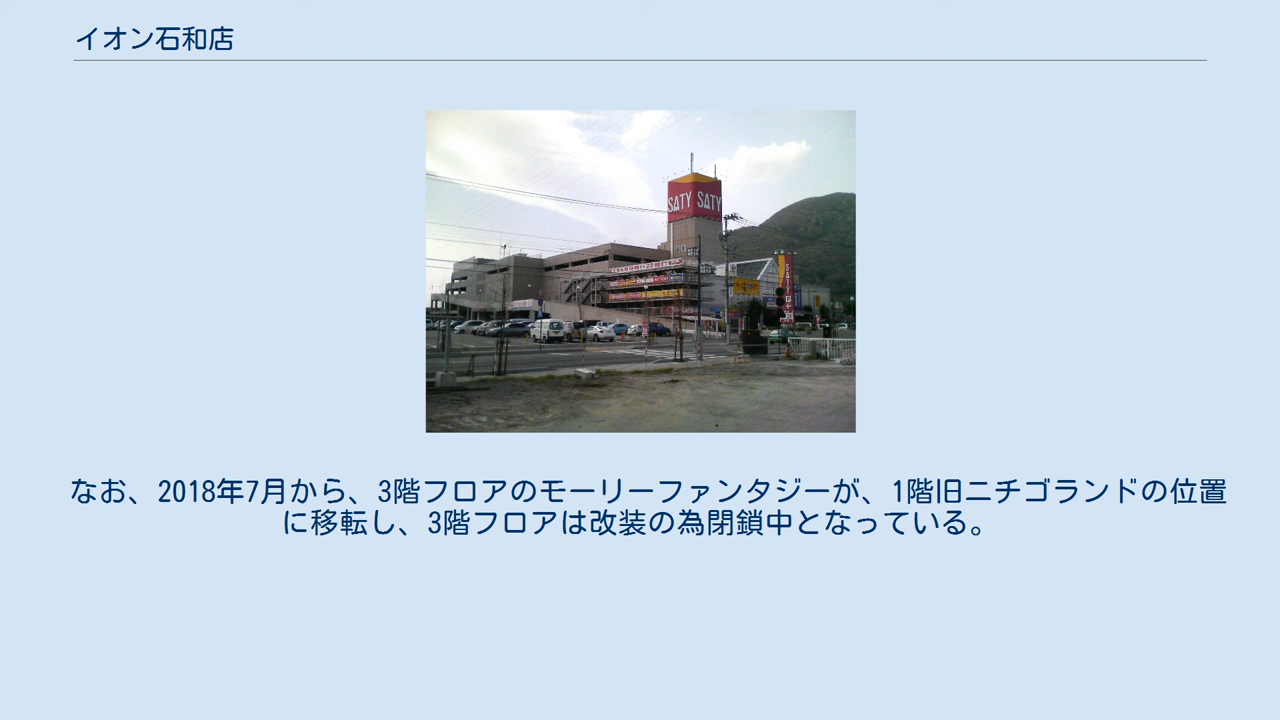 イオン石和店
SATY SATY
SATY
なお、2018年7月から、3階フロアのモーリーファンタジーが、1階旧ニチゴランドの位置
に移転し、3階フロアは改装の為閉鎖中となっている。